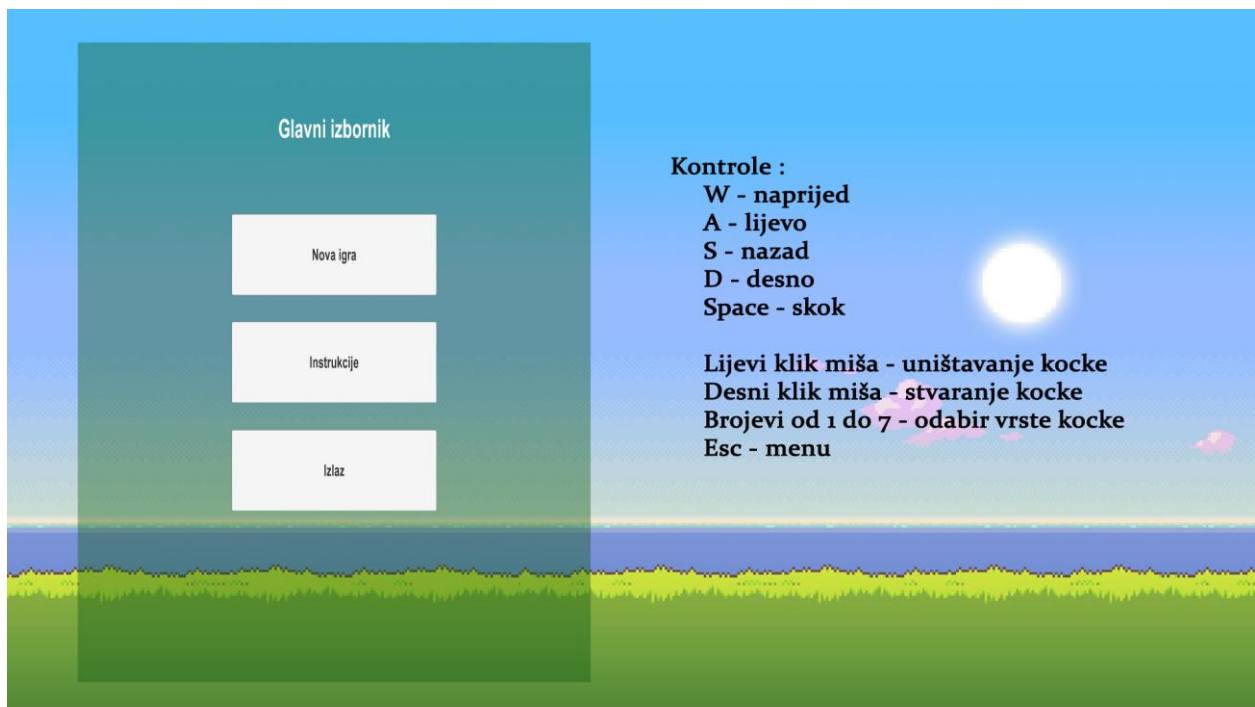 Glavni izbornik
Nova igra
Instrukcije
Izlaz
Kontrole :
W - naprijed
A - lijevo
S - nazad
D - desno
Space - skok
Lijevi klik miša - uništavanje kocke
Desni klik miša - stvaranje kocke
Brojevi od 1 do 7 - odabir vrste kocke
Esc - menu